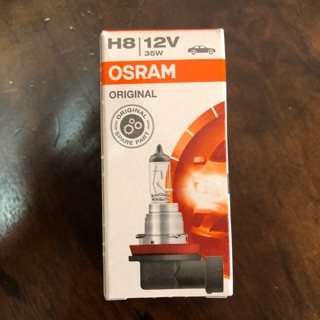 H8 12V
35W
OSRAM
ORIGINAL
ORIGINAL
SPARE PART